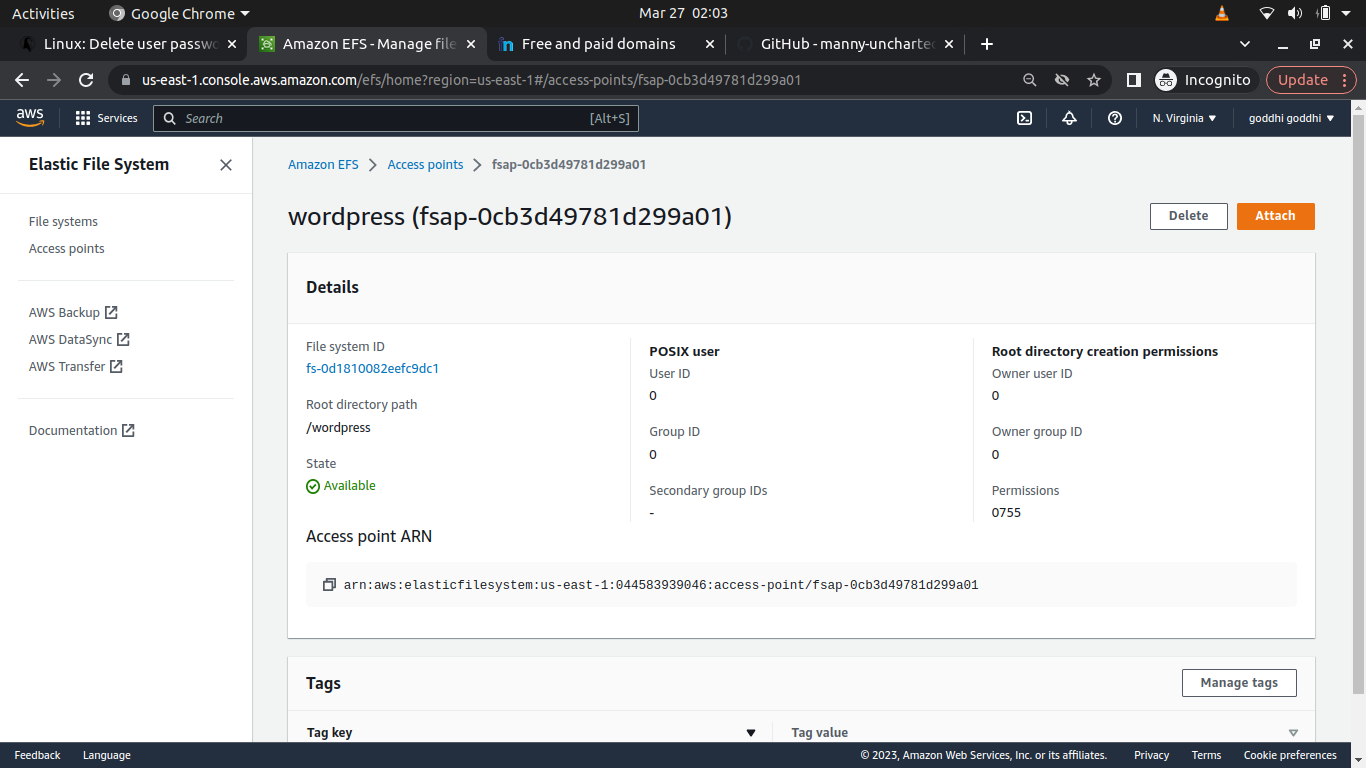 Activities Google Chrome Mar 27 02:03
Linux: Delete user passwo Amazon EFS - Manage file Free and paid domains GitHub - manny-uncharted
us-east-1.console.aws.amazon.com/efs/home?region=us-east-1#/access-points/fsap-0cb3d49781d299a01 Incognito Update
aws Services Search [Alt+S] N. Virginia goddhi goddhi
Elastic File System
File systems
Access points
AWS Backup
AWS DataSync
AWS Transfer
Documentation
Amazon EFS Access points fsap-0cb3d49781d299a01
wordpress (fsap-0cb3d49781d299a01) Delete Attach
Details
File system ID
fs-0d1810082eefc9dc1
Root directory path
/wordpress
State
Available
POSIX user
User ID
0
Group ID
0
Secondary group IDs
-
Root directory creation permissions
Owner user ID
0
Owner group ID
0
Permissions
0755
Access point ARN
arn:aws:elasticfilesystem:us-east-1:044583939046:access-point/fsap-0cb3d49781d299a01
Tags Manage tags
Tag key Tag value
Feedback Language © 2023, Amazon Web Services, Inc. or its affiliates. Privacy Terms Cookie preferences